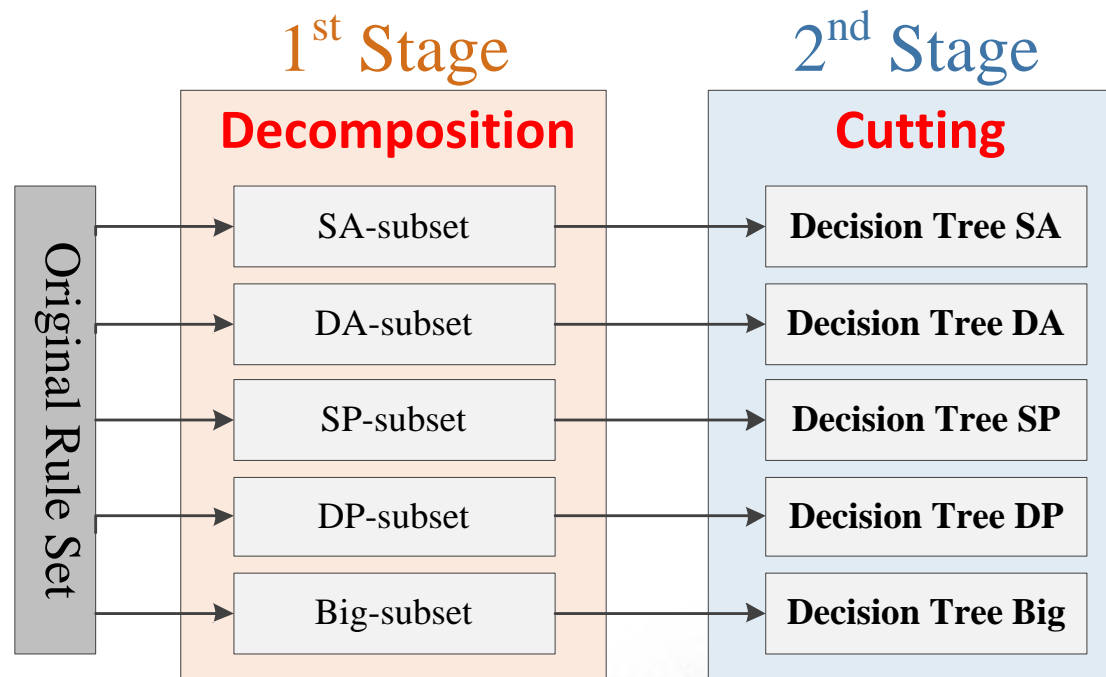 1st Stage
2nd Stage
Decomposition
Cutting
Original Rule Set
SA-subset
Decision Tree SA
DA-subset
Decision Tree DA
SP-subset
Decision Tree SP
DP-subset
Decision Tree DP
Big-subset
Decision Tree Big